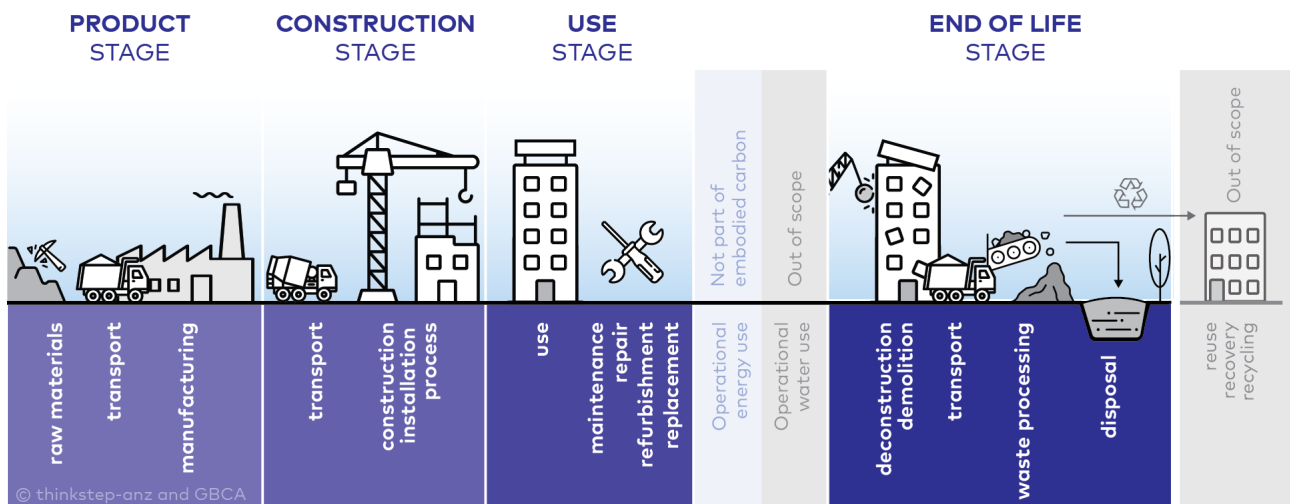 PRODUCT
STAGE
CONSTRUCTION
STAGE
USE
STAGE
END OF LIFE
STAGE
Not part of
embodied carbon
Out of scope
Out of scope
raw materials
transport
manufacturing
transport
construction
installation
process
use
maintenance
repair
refurbishment
replacement
Operational
energy use
Operational
water use
deconstruction
demolition
transport
waste processing
disposal
reuse
recovery
recycling
© thinkstep-anz and GBCA